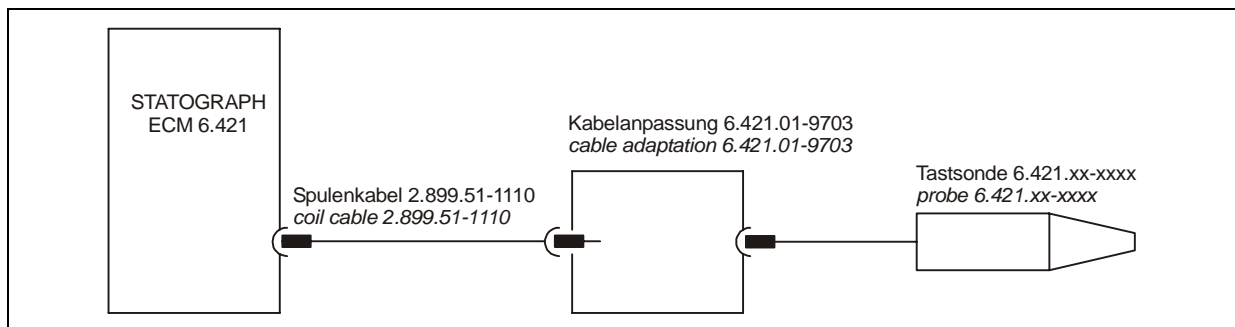 STATOGRAPH
ECM 6.421
Spulenkabel 2.899.51-1110
coil cable 2.899.51-1110
Kabelanpassung 6.421.01-9703
cable adaptation 6.421.01-9703
Tastsonde 6.421.xx-xxxx
probe 6.421.xx-xxxx